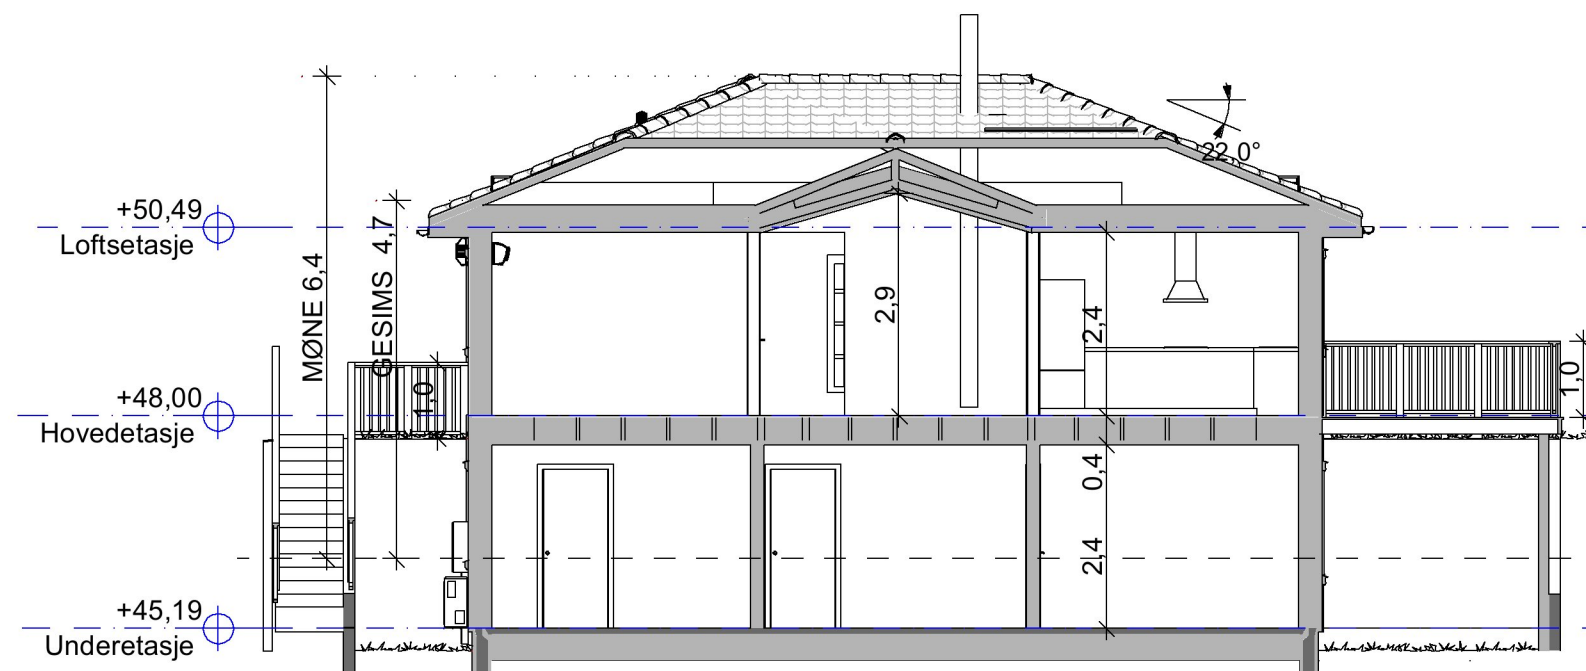 22,0°
+50,49
Loftsetasje
MØNE 6,4
GESIMS 4,7
2,9
2,4
1,0
1,0
+48,00
Hovedetasje
0,4
2,4
+45,19
Underetasje